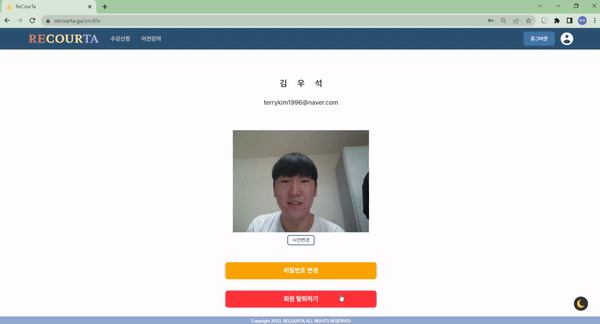 ReCourTa
recourta.ga/profile
RECOURTA
수강신청
이전강의
로그아웃
김 우 석
terrykim1996@naver.com
사진변경
비밀번호 변경
회원 탈퇴하기
Copyright 2022. RECOURTA ALL RIGHTS RESERVED